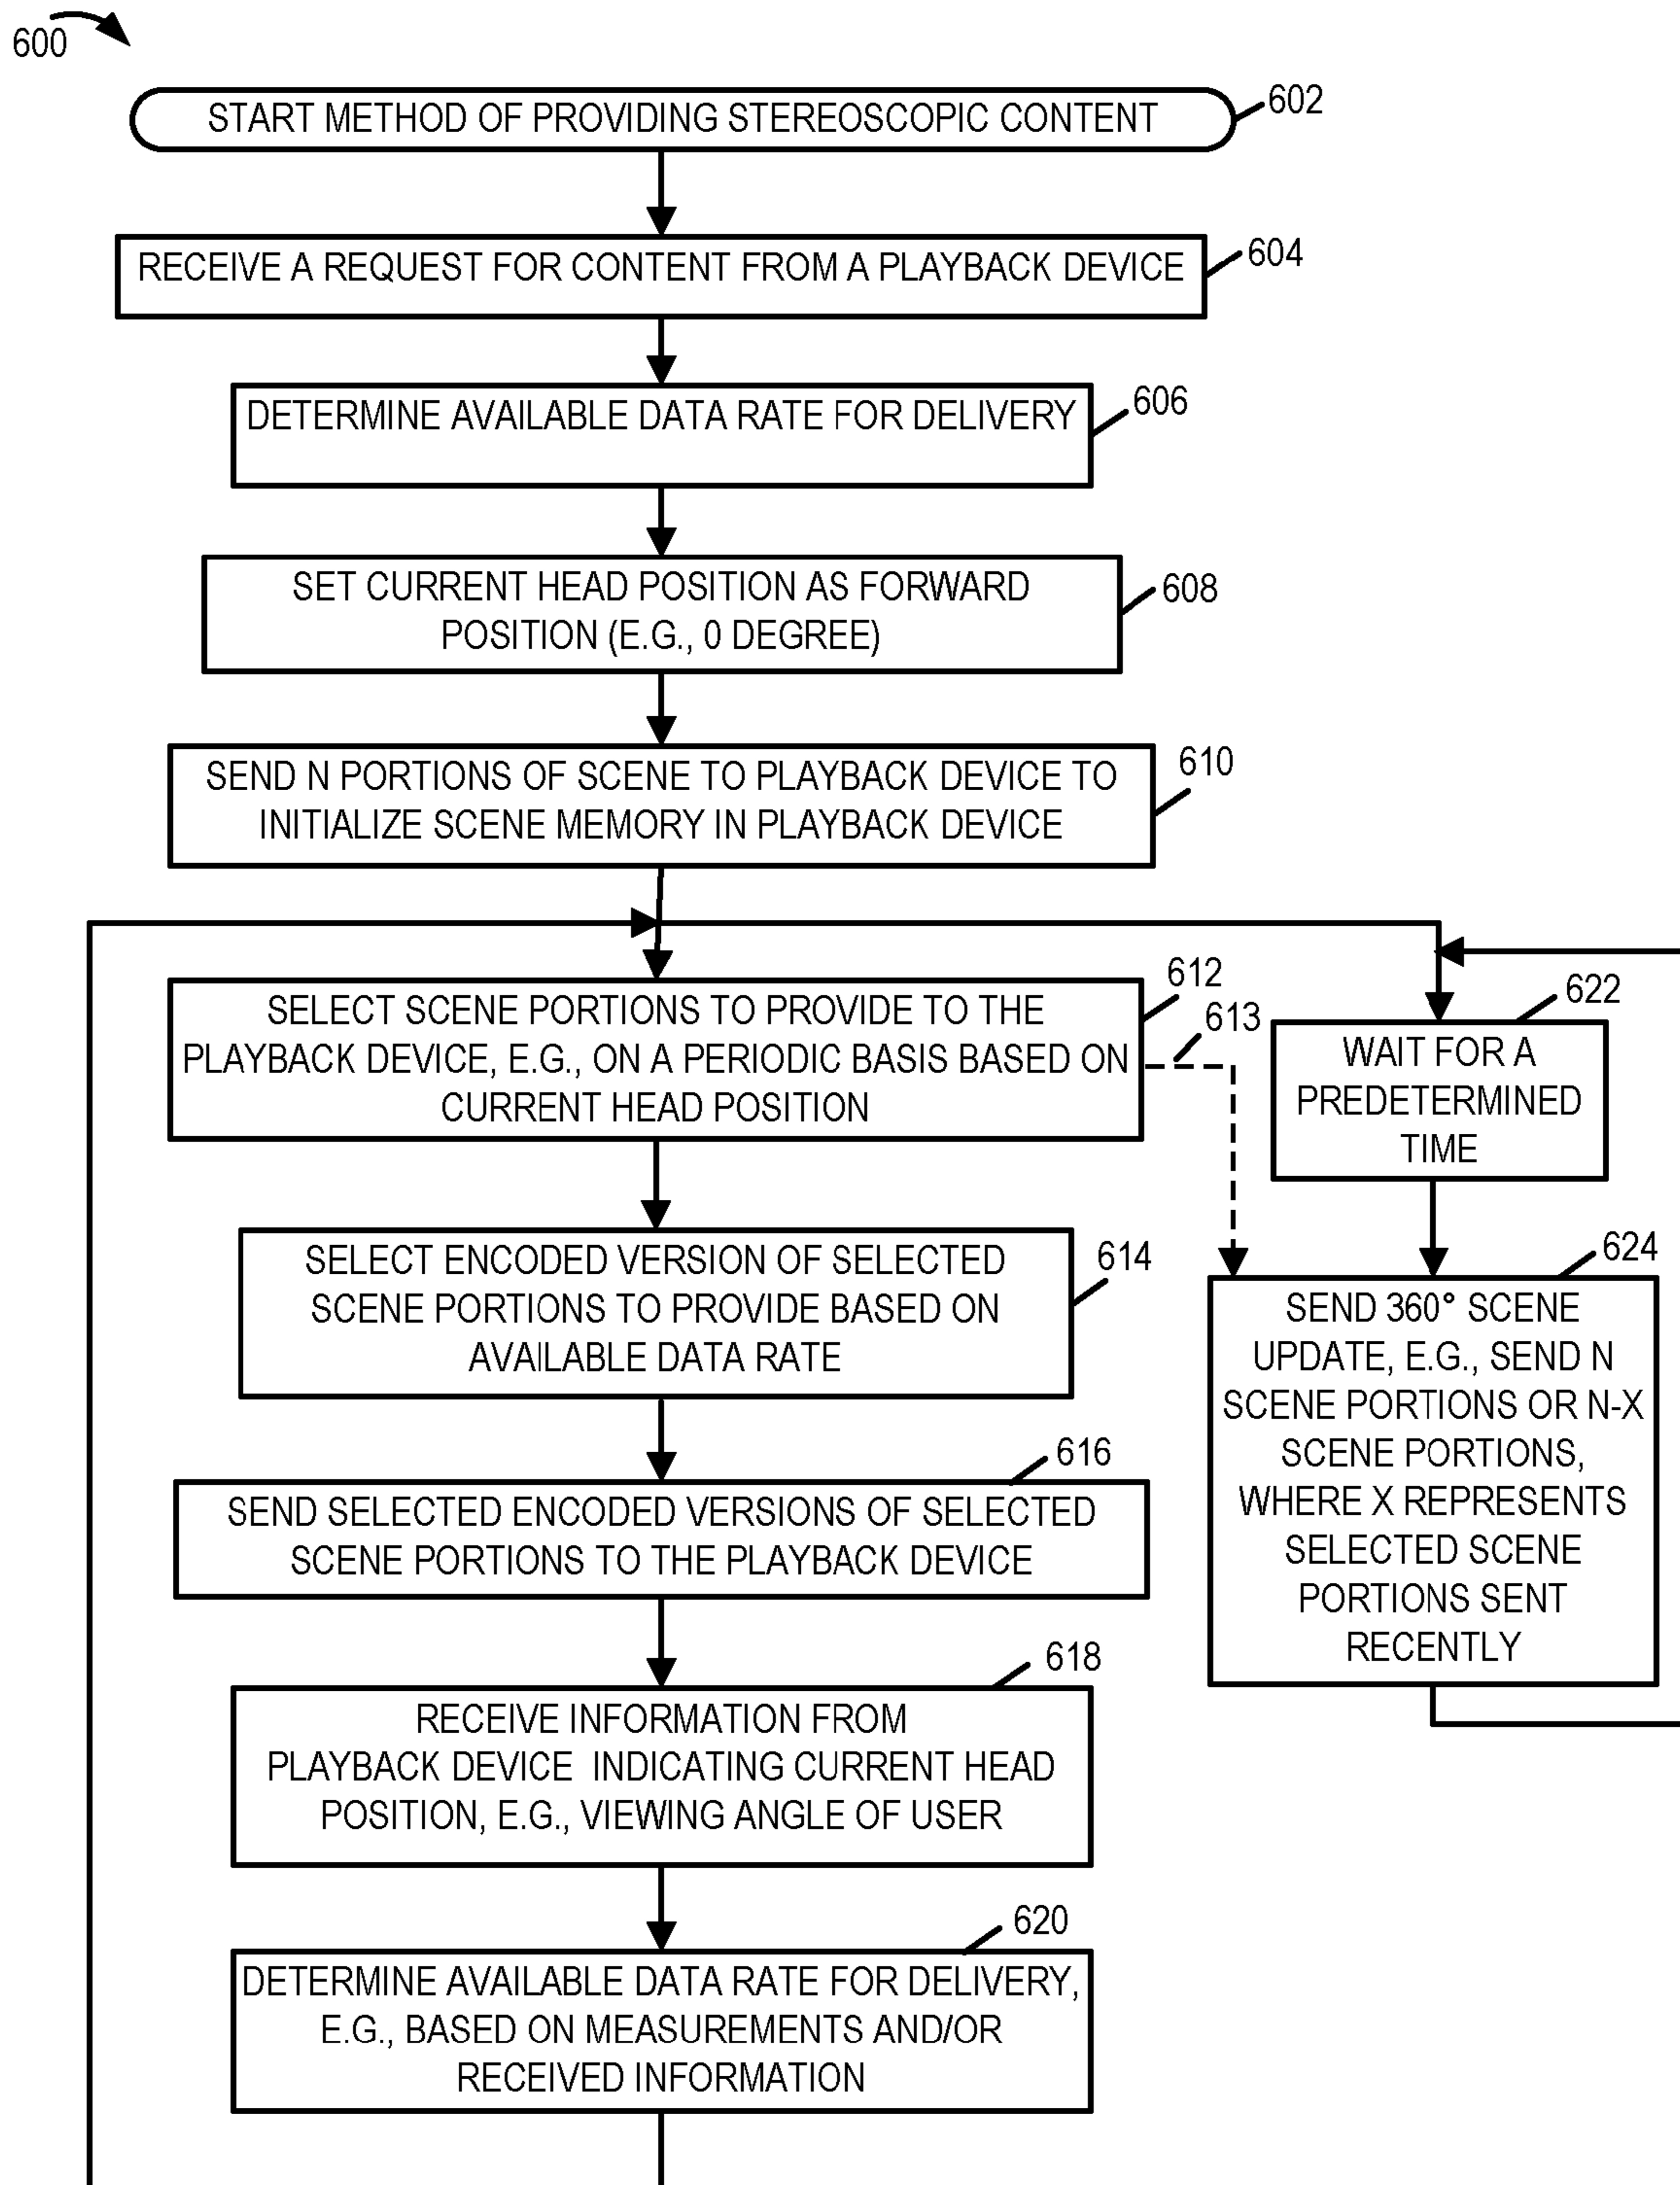 600
START METHOD OF PROVIDING STEREOSCOPIC CONTENT
602
RECEIVE A REQUEST FOR CONTENT FROM A PLAYBACK DEVICE
604
DETERMINE AVAILABLE DATA RATE FOR DELIVERY
606
SET CURRENT HEAD POSITION AS FORWARD
POSITION (E.G., 0 DEGREE)
608
SEND N PORTIONS OF SCENE TO PLAYBACK DEVICE TO
INITIALIZE SCENE MEMORY IN PLAYBACK DEVICE
610
SELECT SCENE PORTIONS TO PROVIDE TO THE
PLAYBACK DEVICE, E.G., ON A PERIODIC BASIS BASED ON
CURRENT HEAD POSITION
612
613
SELECT ENCODED VERSION OF SELECTED
SCENE PORTIONS TO PROVIDE BASED ON
AVAILABLE DATA RATE
614
SEND SELECTED ENCODED VERSIONS OF SELECTED
SCENE PORTIONS TO THE PLAYBACK DEVICE
616
RECEIVE INFORMATION FROM
PLAYBACK DEVICE INDICATING CURRENT HEAD
POSITION, E.G., VIEWING ANGLE OF USER
618
DETERMINE AVAILABLE DATA RATE FOR DELIVERY,
E.G., BASED ON MEASUREMENTS AND/OR
RECEIVED INFORMATION
620
WAIT FOR A
PREDETERMINED
TIME
622
SEND 360° SCENE
UPDATE, E.G., SEND N
SCENE PORTIONS OR N-X
SCENE PORTIONS,
WHERE X REPRESENTS
SELECTED SCENE
PORTIONS SENT
RECENTLY
624